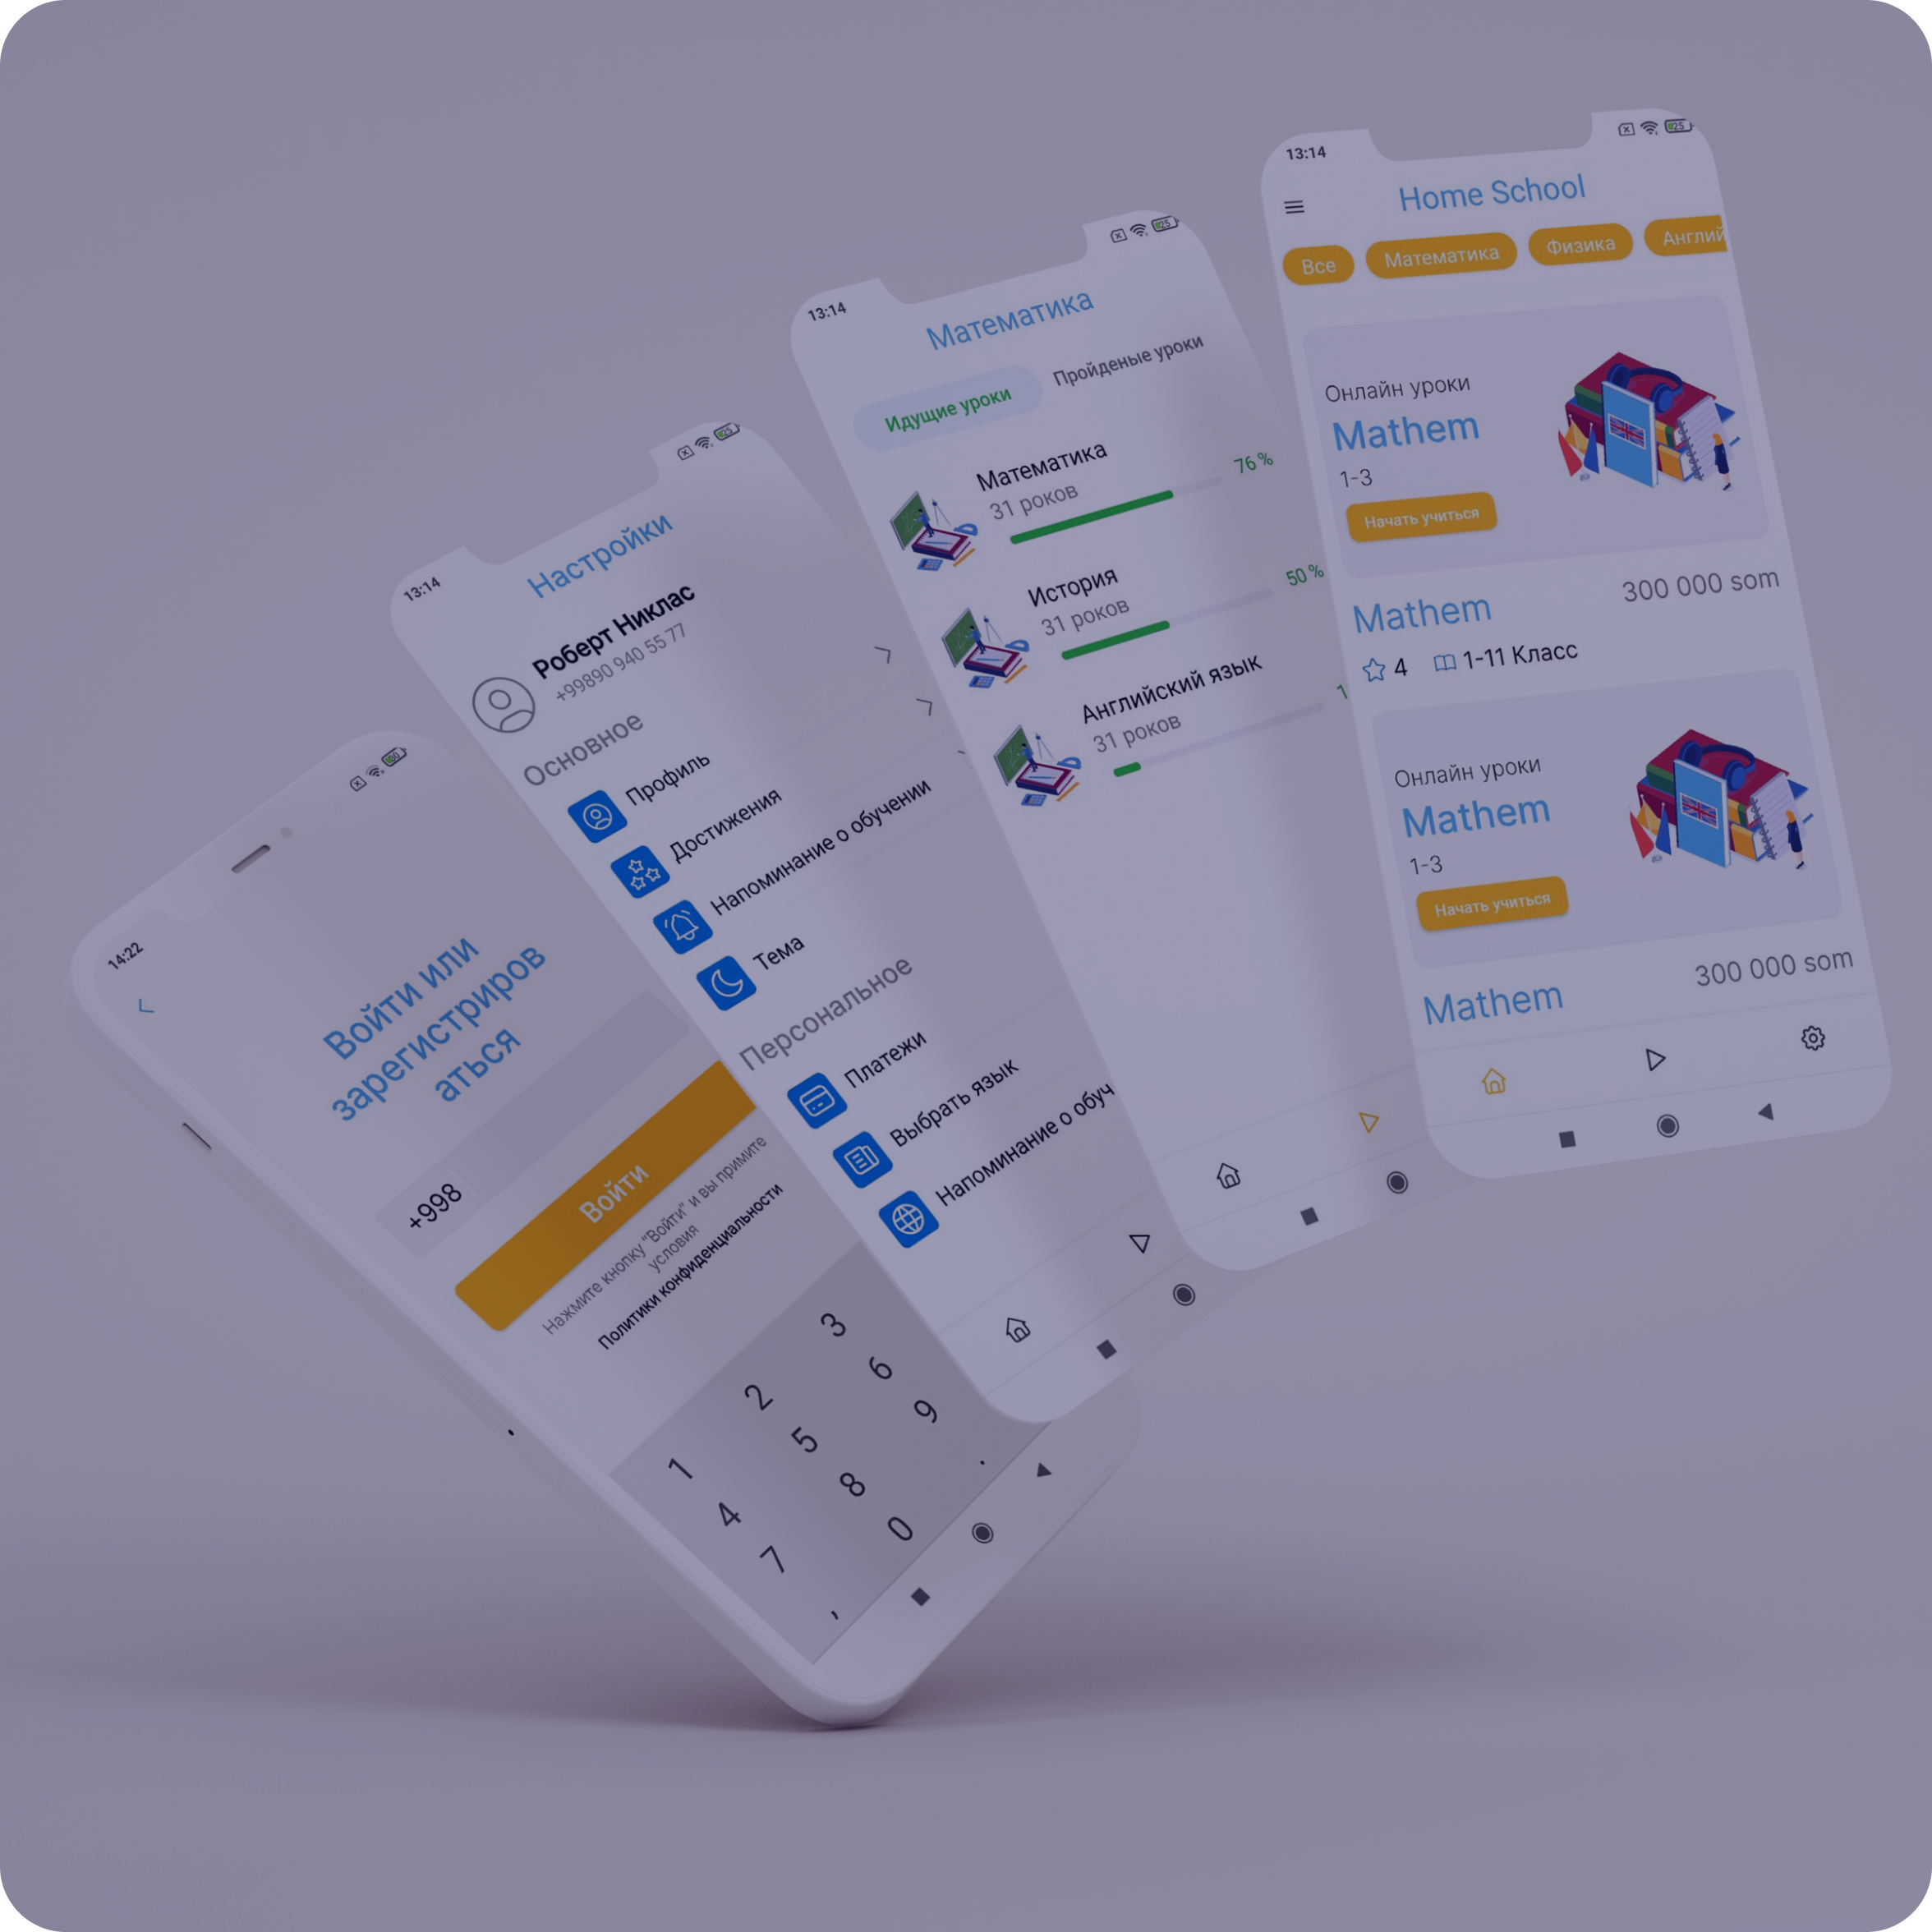 14:22
Войти или
зарегистриров
аться
+998
Войти
Нажмите кнопку "Войти" и вы примите
условия
Политики конфиденциальности
1 2 3
4 5 6
7 8 9
, 0 .
13:14
25
Настройки
Роберт Никлас
+99890 940 55 77
Основное
Профиль
Достижения
Напоминание о обучении
Тема
Персональное
Платежи
Выбрать язык
Напоминание о обуч
13:14
25
Математика
Идущие уроки
Пройденые уроки
Математика
31 роков
76 %
История
31 роков
50 %
Английский язык
31 роков
1
13:14
25
Home School
Все
Математика
Физика
Англий
Онлайн уроки
Mathem
1-3
Начать учиться
Mathem
300 000 som
4
1-11 Класс
Онлайн уроки
Mathem
1-3
Начать учиться
Mathem
300 000 som